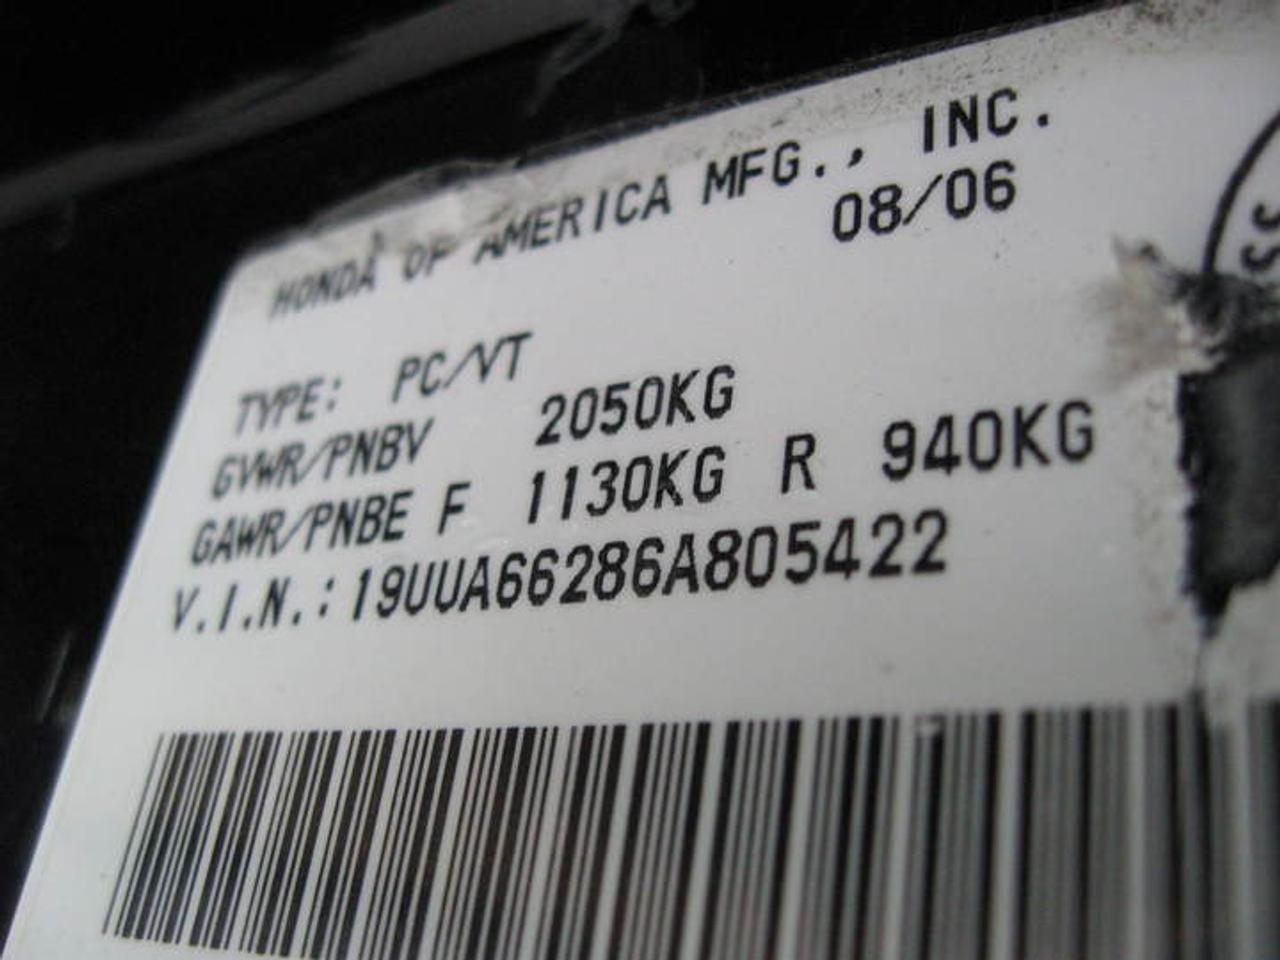 HONDA OF AMERICA MFG., INC.
08/06
TYPE: PC/VT
GVWR/PNBV 2050KG
GAWR/PNBE F 1130KG R 940KG
V.I.N.: 19UUA66286A805422